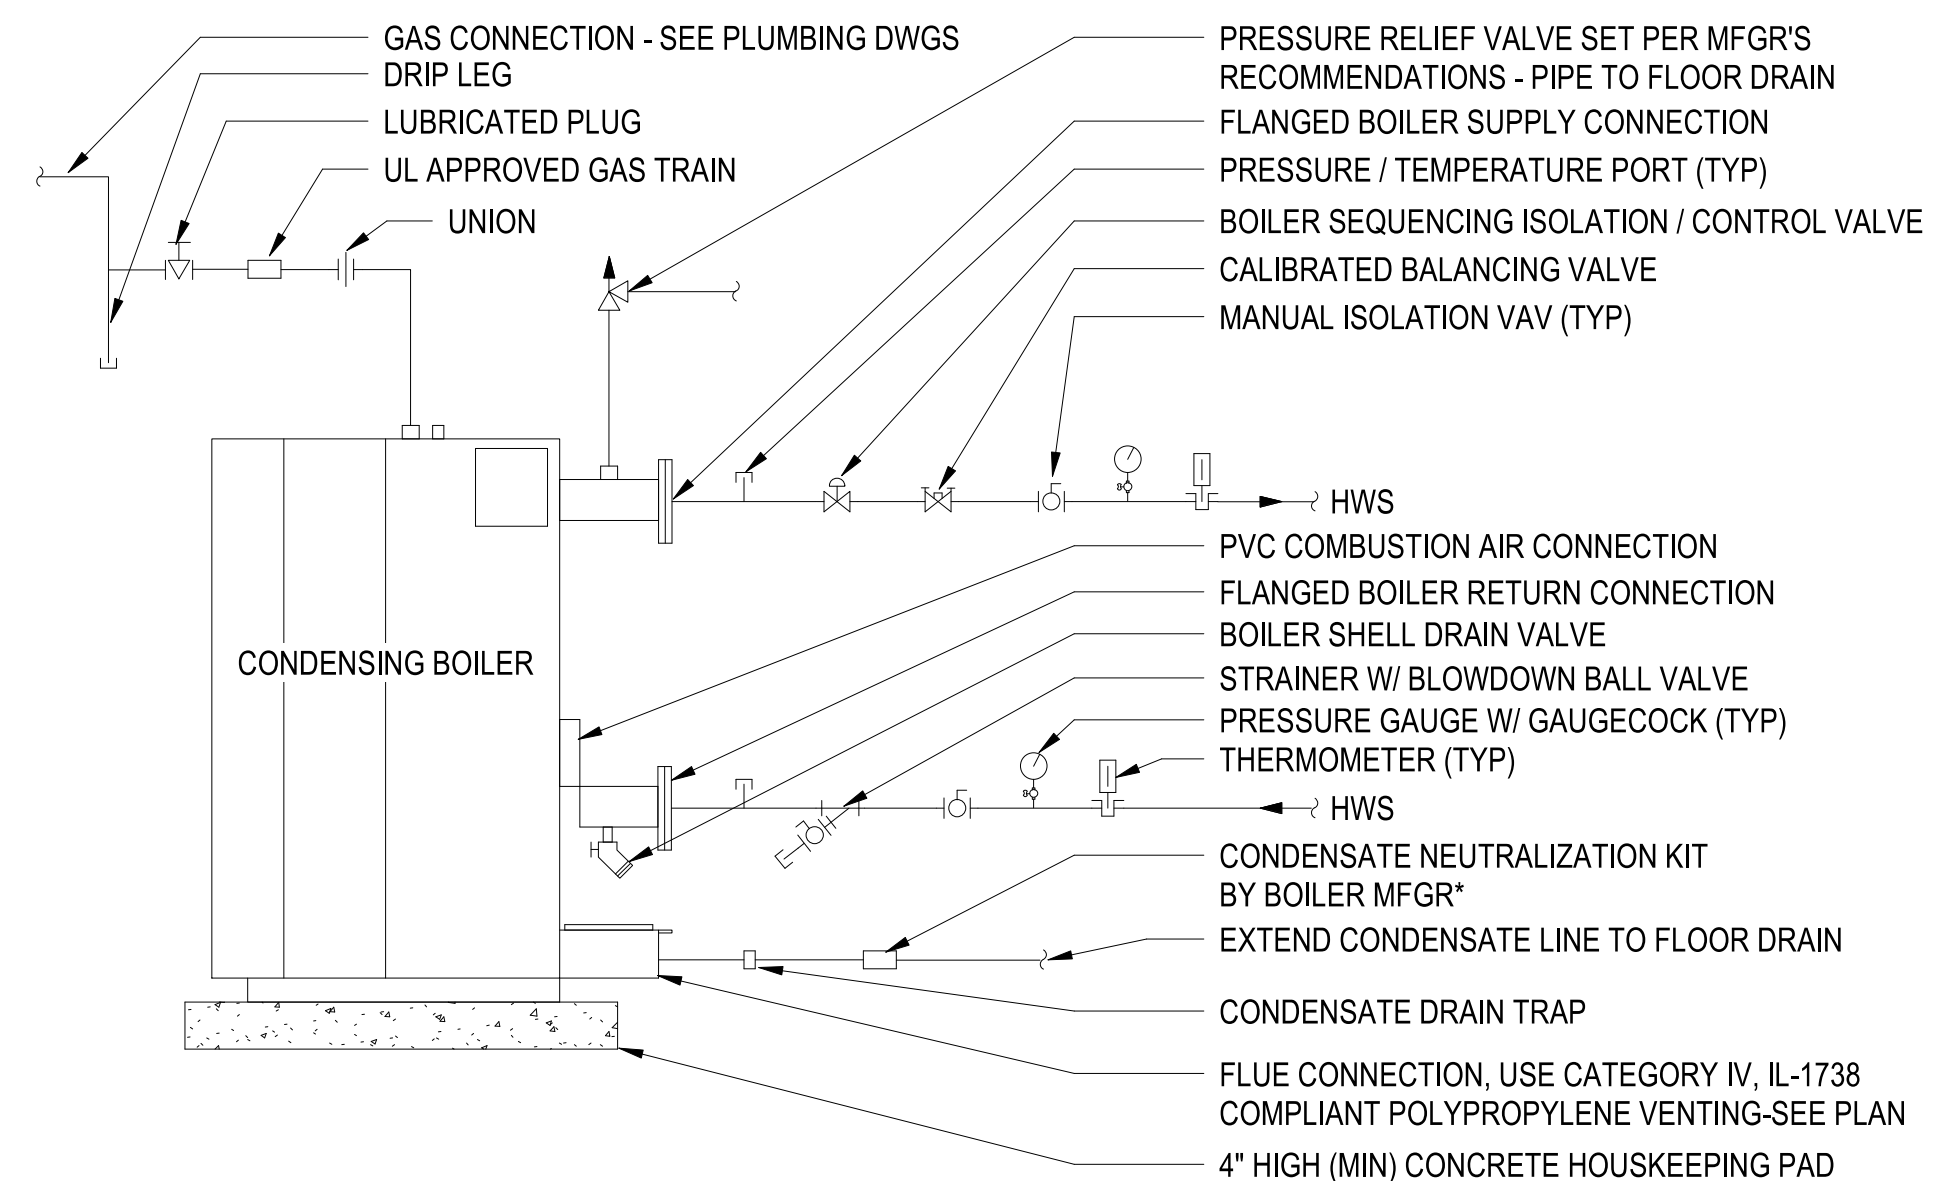 GAS CONNECTION - SEE PLUMBING DWGS
DRIP LEG
LUBRICATED PLUG
UL APPROVED GAS TRAIN
UNION
PRESSURE RELIEF VALVE SET PER MFGR'S
RECOMMENDATIONS - PIPE TO FLOOR DRAIN
FLANGED BOILER SUPPLY CONNECTION
PRESSURE / TEMPERATURE PORT (TYP)
BOILER SEQUENCING ISOLATION / CONTROL VALVE
CALIBRATED BALANCING VALVE
MANUAL ISOLATION VAV (TYP)
HWS
PVC COMBUSTION AIR CONNECTION
FLANGED BOILER RETURN CONNECTION
BOILER SHELL DRAIN VALVE
CONDENSING BOILER
STRAINER W/ BLOWDOWN BALL VALVE
PRESSURE GAUGE W/ GAUGECOCK (TYP)
THERMOMETER (TYP)
HWS
CONDENSATE NEUTRALIZATION KIT
BY BOILER MFGR*
EXTEND CONDENSATE LINE TO FLOOR DRAIN
CONDENSATE DRAIN TRAP
FLUE CONNECTION, USE CATEGORY IV, IL-1738
COMPLIANT POLYPROPYLENE VENTING-SEE PLAN
4" HIGH (MIN) CONCRETE HOUSKEEPING PAD